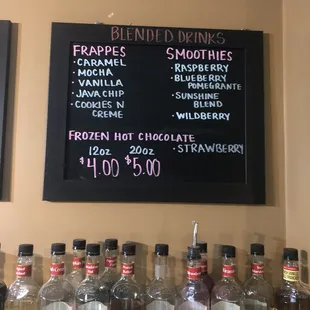 BLENDED DRINKS
FRAPPES
• CARAMEL
• MOCHA
• VANILLA
• JAVA CHIP
• COOKIES N
CREME
SMOOTHIES
• RASPBERRY
• BLUEBERRY
POMEGRANTE
• SUNSHINE
BLEND
• WILDBERRY
• STRAWBERRY
FROZEN HOT CHOCOLATE
12oz 20oz
$4.00 $5.00